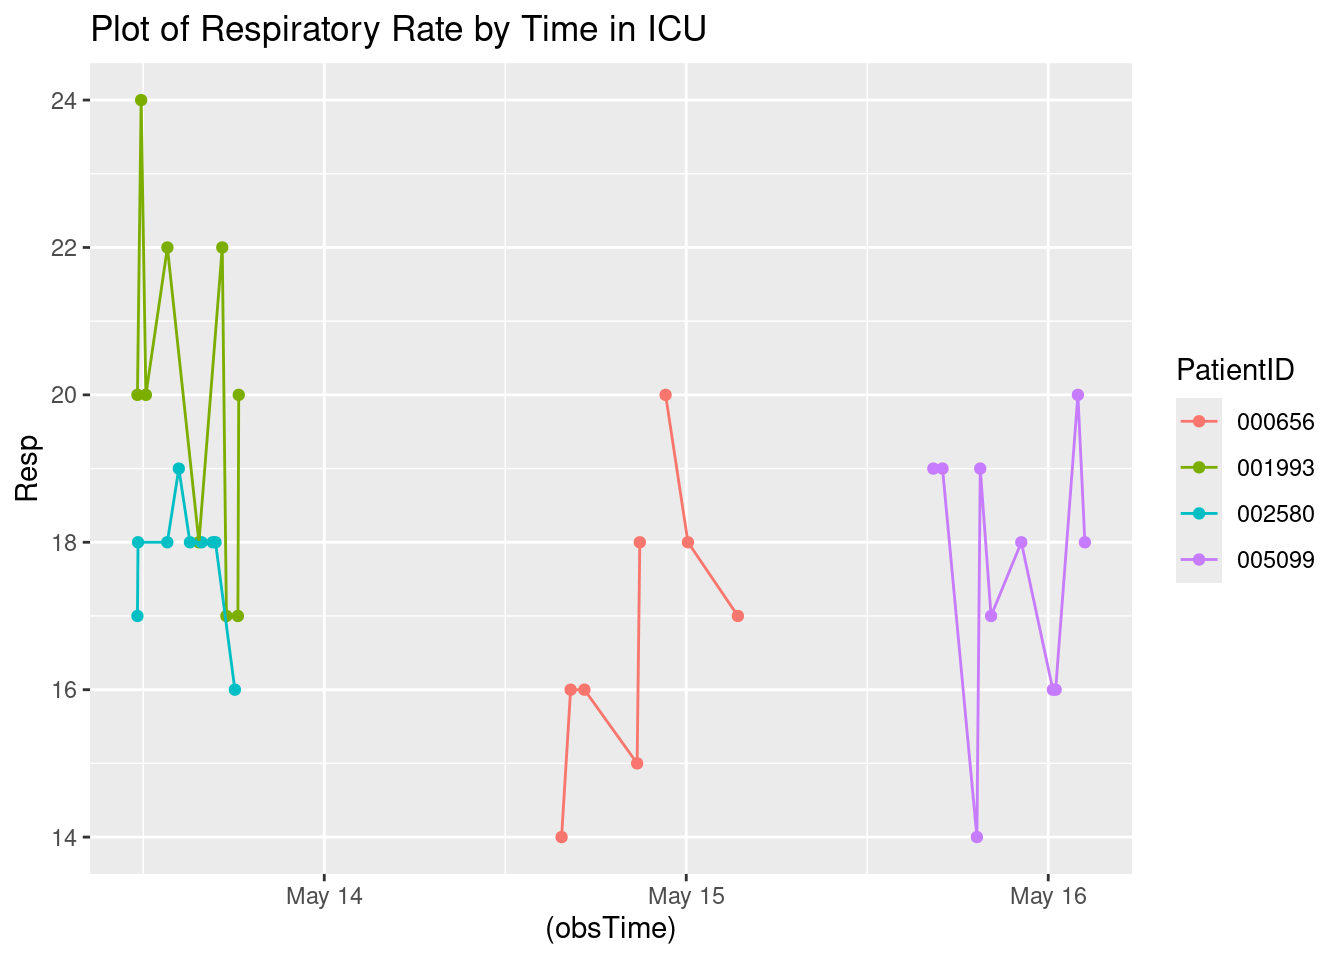 Plot of Respiratory Rate by Time in ICU
24
22
20
18
16
14
Resp
May 14
May 15
May 16
(obsTime)
PatientID
000656
001993
002580
005099